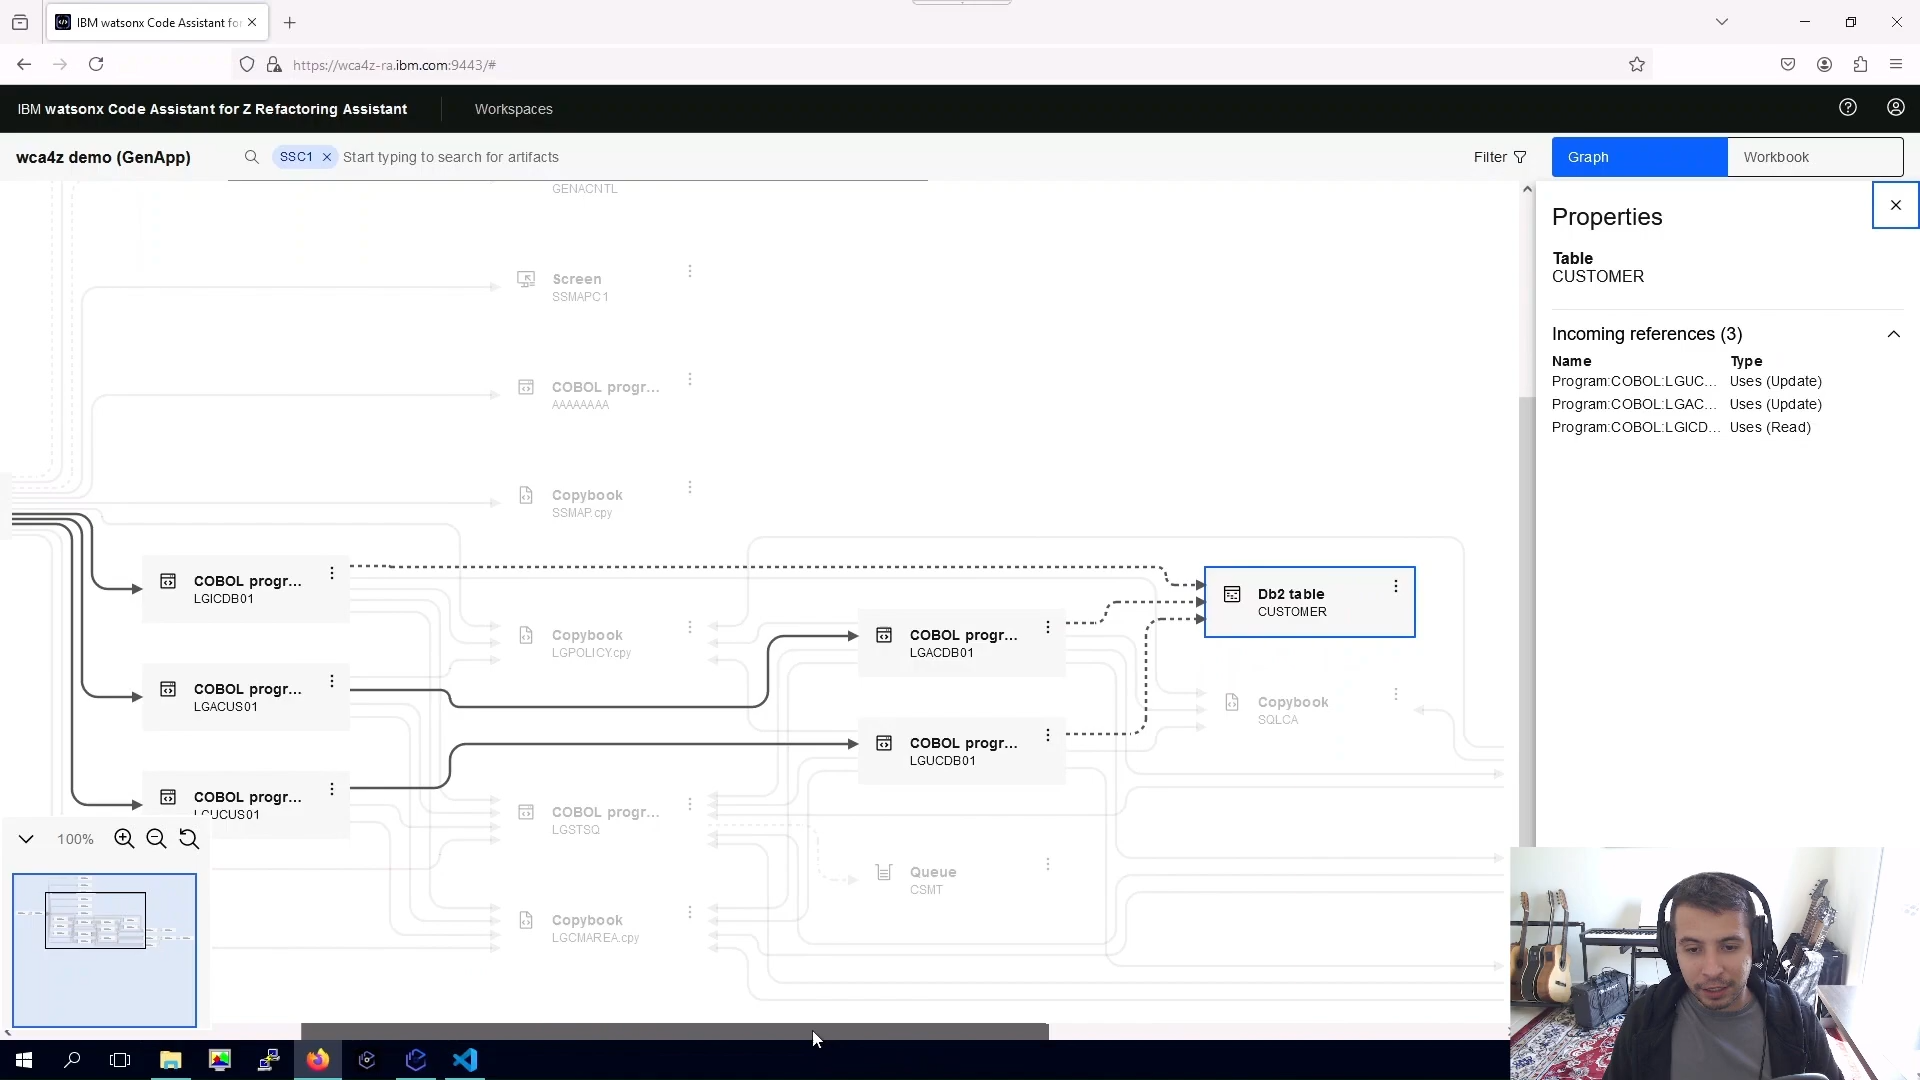 IBM watsonx Code Assistant fo
https://wca4z-ra.ibm.com:9443/#
IBM watsonx Code Assistant for Z Refactoring Assistant
Workspaces
wca4z demo (GenApp)
SSC1
Start typing to search for artifacts
Filter
Graph
Workbook
GENACNTL
Screen
SSMAPC1
COBOL progr...
AAAAAAAA
Copybook
SSMAP.cpy
COBOL progr...
LGICDB01
Copybook
LGPOLICY.cpy
COBOL progr...
LGACDB01
Db2 table
CUSTOMER
COBOL progr...
LGACUS01
Copybook
SQLCA
COBOL progr...
LGUCDB01
COBOL progr...
LGUCUS01
COBOL progr...
LGSTSQ
Queue
CSMT
Copybook
LGCMAREA.cpy
100%
Properties
Table
CUSTOMER
Incoming references (3)
Name Type
Program:COBOL:LGUC... Uses (Update)
Program:COBOL:LGAC... Uses (Update)
Program:COBOL:LGICD... Uses (Read)